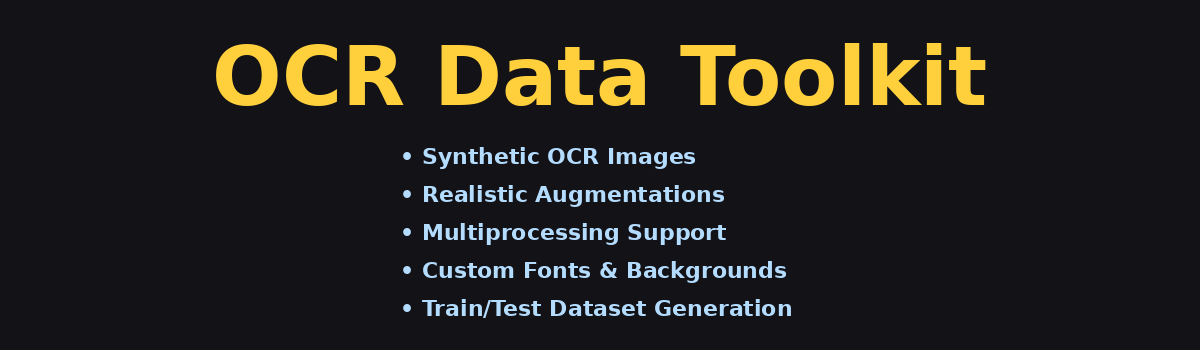 OCR Data Toolkit
• Synthetic OCR Images
• Realistic Augmentations
• Multiprocessing Support
• Custom Fonts & Backgrounds
• Train/Test Dataset Generation